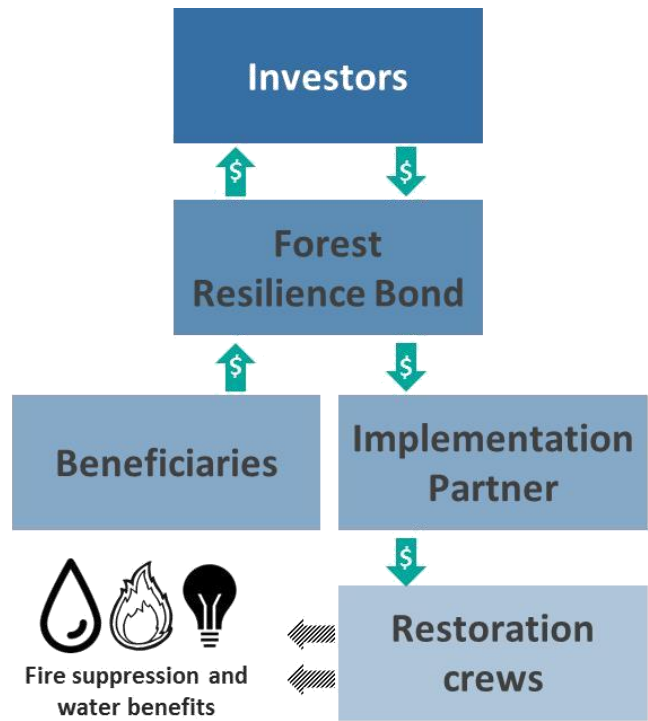 Investors
$ $
Forest
Resilience Bond
$ $
Beneficiaries
Implementation
Partner
$
Restoration
crews
Fire suppression and
water benefits